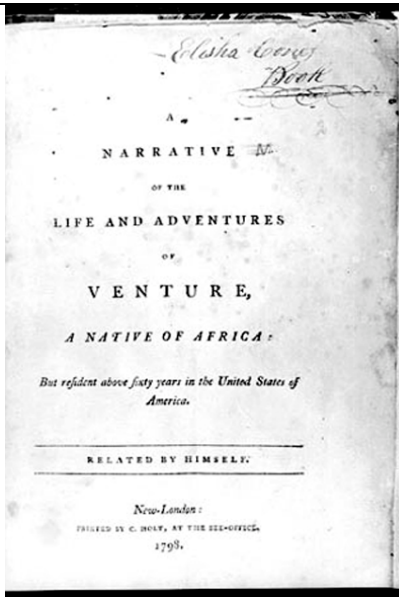 Elisha
Book
A
NARRATIVE
OF THE
LIFE AND ADVENTURES
OF
VENTURE,
A NATIVE OF AFRICA:
But reſident above ſixty years in the United States of
America.
RELATED BY HIMSELF.
New-London:
PRINTED BY C. HOLT, AT THE BEE-OFFICE.
1798.